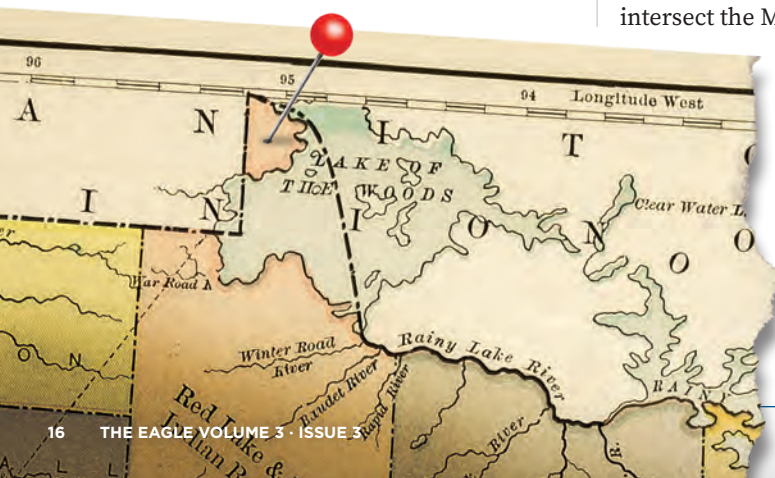 intersect the M
96
95
94 Longitude West
A N I T
LAKE OF
THE WOODS
I N I O N O O
Clear Water L
War Road
O N
Winter Road
River
Rainy Lake River
Baudet River
Rapid River
RAINY
Red Lake &
River
R.
A L L
16 THE EAGLE VOLUME 3 · ISSUE 3